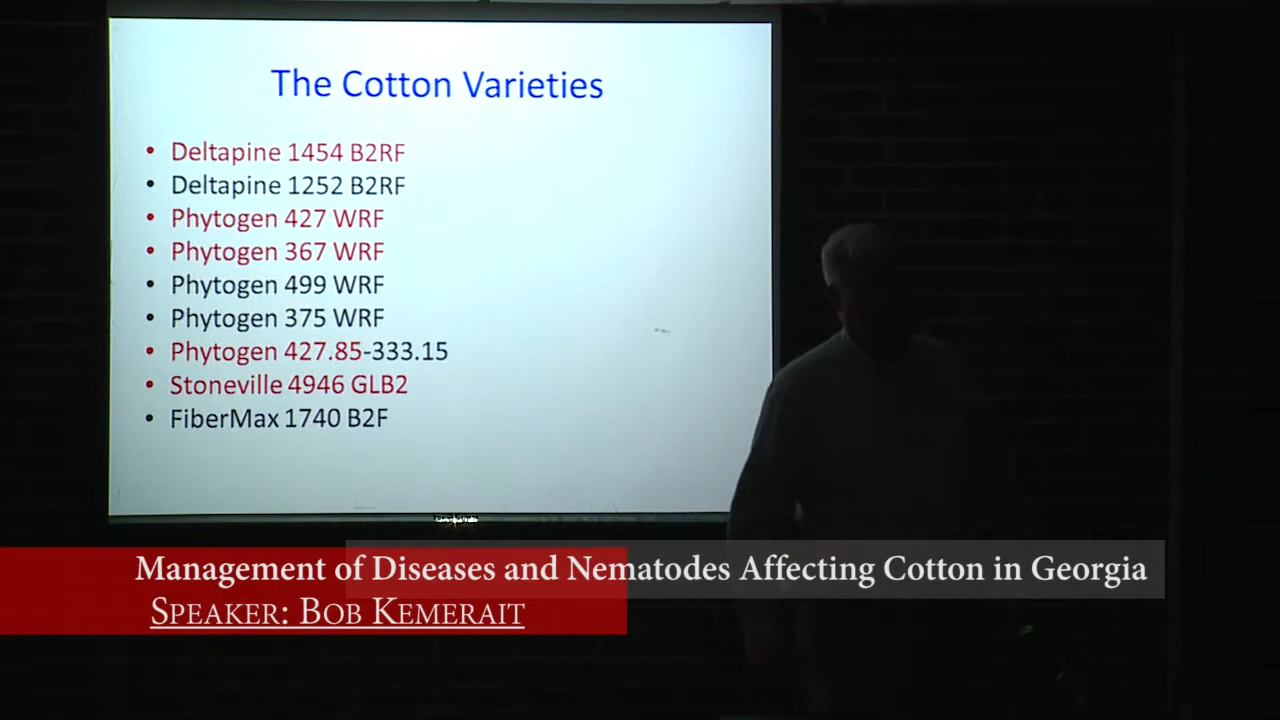 The Cotton Varieties
• Deltapine 1454 B2RF
• Deltapine 1252 B2RF
• Phytogen 427 WRF
• Phytogen 367 WRF
• Phytogen 499 WRF
• Phytogen 375 WRF
• Phytogen 427.85-333.15
• Stoneville 4946 GLB2
• FiberMax 1740 B2F
Management of Diseases and Nematodes Affecting Cotton in Georgia
SPEAKER: BOB KEMERAIT